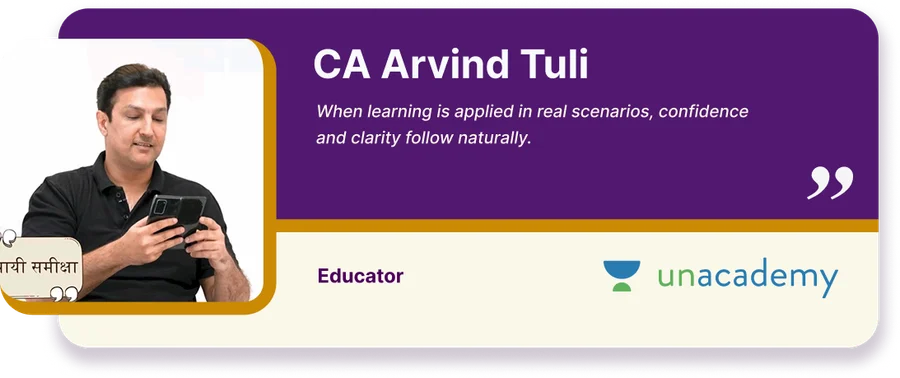 CA Arvind Tuli
When learning is applied in real scenarios, confidence
and clarity follow naturally.
”
समीक्षा
Educator
unacademy